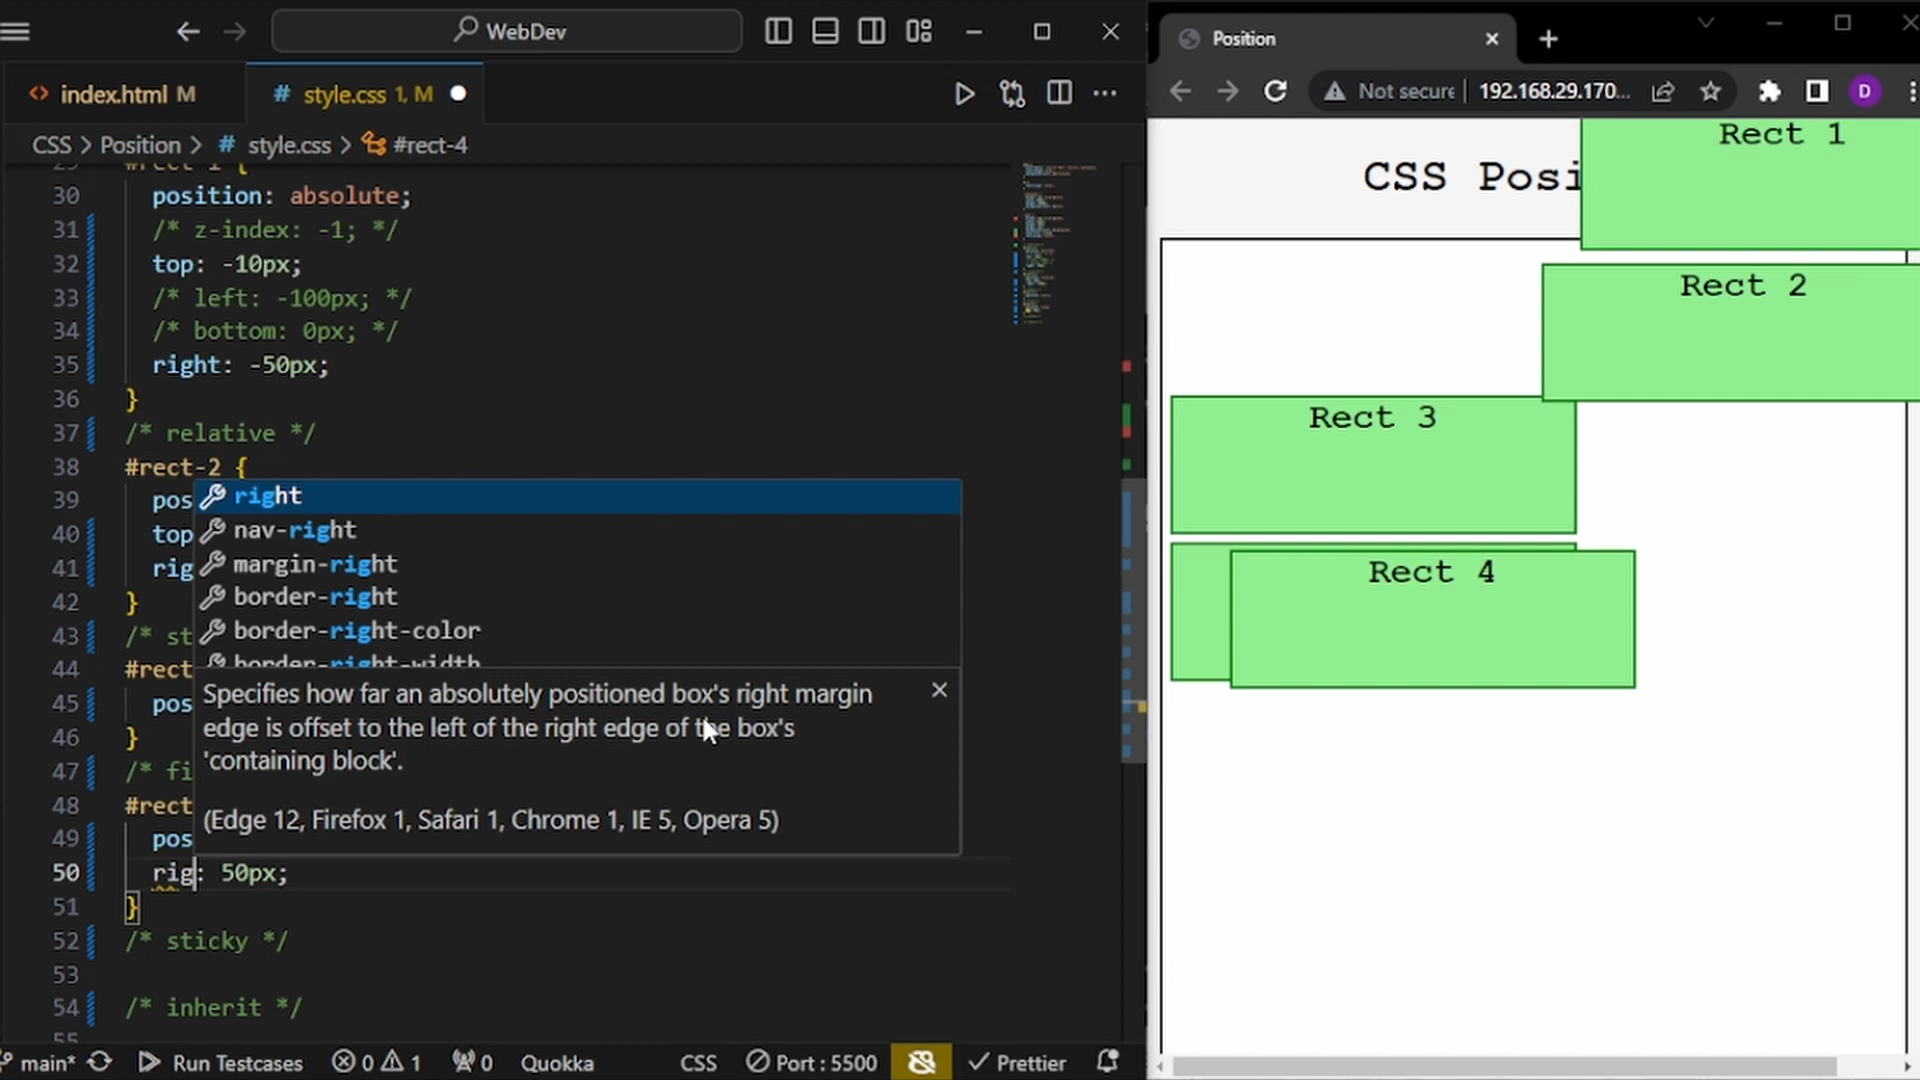 WebDev
index.html M
# style.css 1, M
CSS > Position > # style.css > #rect-4
30 position: absolute;
31 /* z-index: -1; */
32 top: -10px;
33 /* left: -100px; */
34 /* bottom: 0px; */
35 right: -50px;
36 }
37 /* relative */
38 #rect-2 {
39 pos
40 top
41 rig
42 }
43 /* st
44 #rect
45 pos
46 }
47 /* fi
48 #rect
49 pos
50 rig: 50px;
51 }
52 /* sticky */
53
54 /* inherit */
55
right
nav-right
margin-right
border-right
border-right-color
border-right-width
Specifies how far an absolutely positioned box's right margin
edge is offset to the left of the right edge of the box's
'containing block'.
(Edge 12, Firefox 1, Safari 1, Chrome 1, IE 5, Opera 5)
main* Run Testcases 0 1 0 Quokka CSS Port : 5500 Prettier
Position
Not secure 192.168.29.170... D
CSS Posi
Rect 1
Rect 2
Rect 3
Rect 4